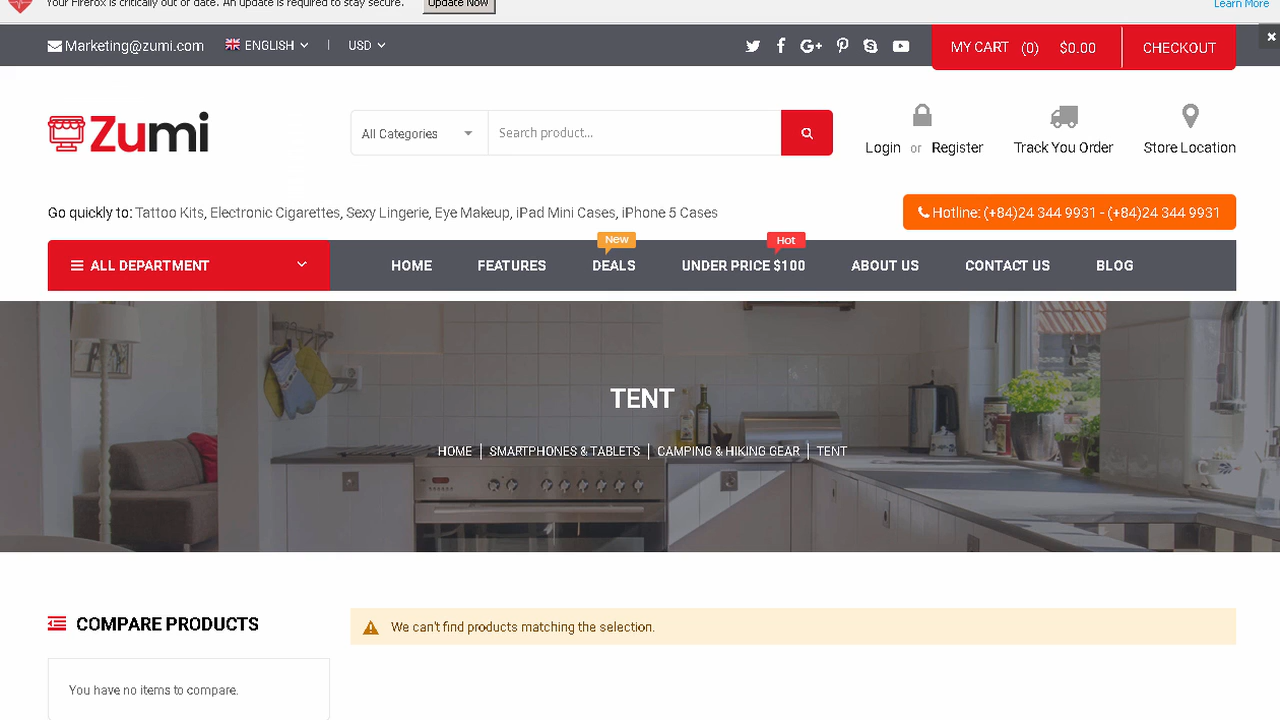 Your Firefox is critically out of date. An update is required to stay secure. Update Now Learn More
Marketing@zumi.com ENGLISH USD MY CART (0) $0.00 CHECKOUT
Zumi
All Categories Search product...
Login or Register Track You Order Store Location
Go quickly to: Tattoo Kits, Electronic Cigarettes, Sexy Lingerie, Eye Makeup, iPad Mini Cases, iPhone 5 Cases
Hotline: (+84)24 344 9931 - (+84)24 344 9931
New Hot
ALL DEPARTMENT HOME FEATURES DEALS UNDER PRICE $100 ABOUT US CONTACT US BLOG
TENT
HOME | SMARTPHONES & TABLETS | CAMPING & HIKING GEAR | TENT
COMPARE PRODUCTS
We can't find products matching the selection.
You have no items to compare.